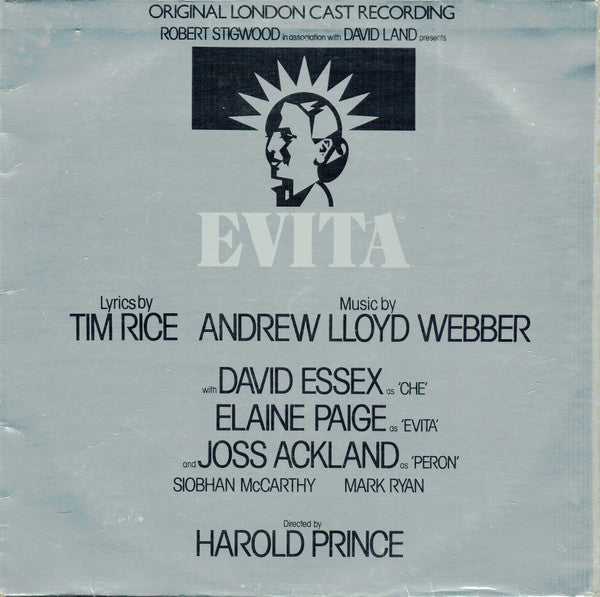 ORIGINAL LONDON CAST RECORDING
ROBERT STIGWOOD in association with DAVID LAND presents
EVITA
Lyrics by
TIM RICE
Music by
ANDREW LLOYD WEBBER
with DAVID ESSEX as 'CHE'
ELAINE PAIGE as 'EVITA'
and JOSS ACKLAND as 'PERON'
SIOBHAN McCARTHY MARK RYAN
Directed by
HAROLD PRINCE